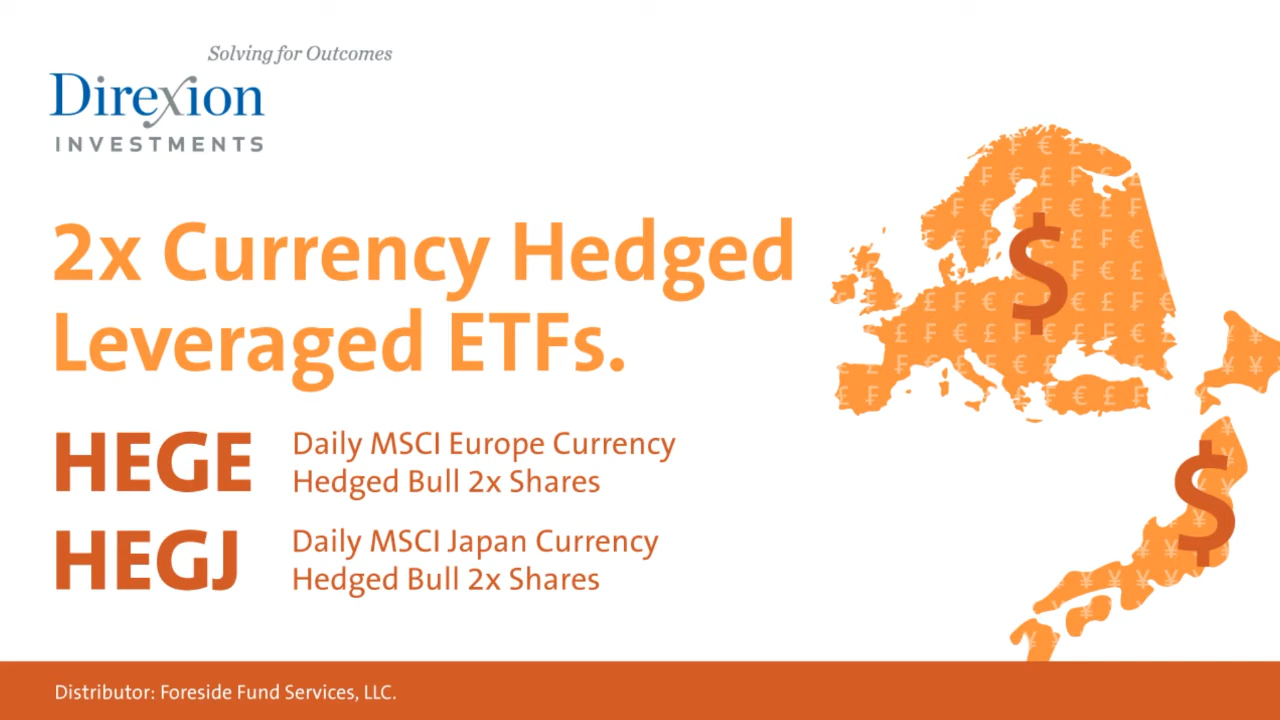 Solving for Outcomes
Direxion
INVESTMENTS
2x Currency Hedged
Leveraged ETFs.
HEGE
Daily MSCI Europe Currency
Hedged Bull 2x Shares
HEGJ
Daily MSCI Japan Currency
Hedged Bull 2x Shares
$
$
Distributor: Foreside Fund Services, LLC.